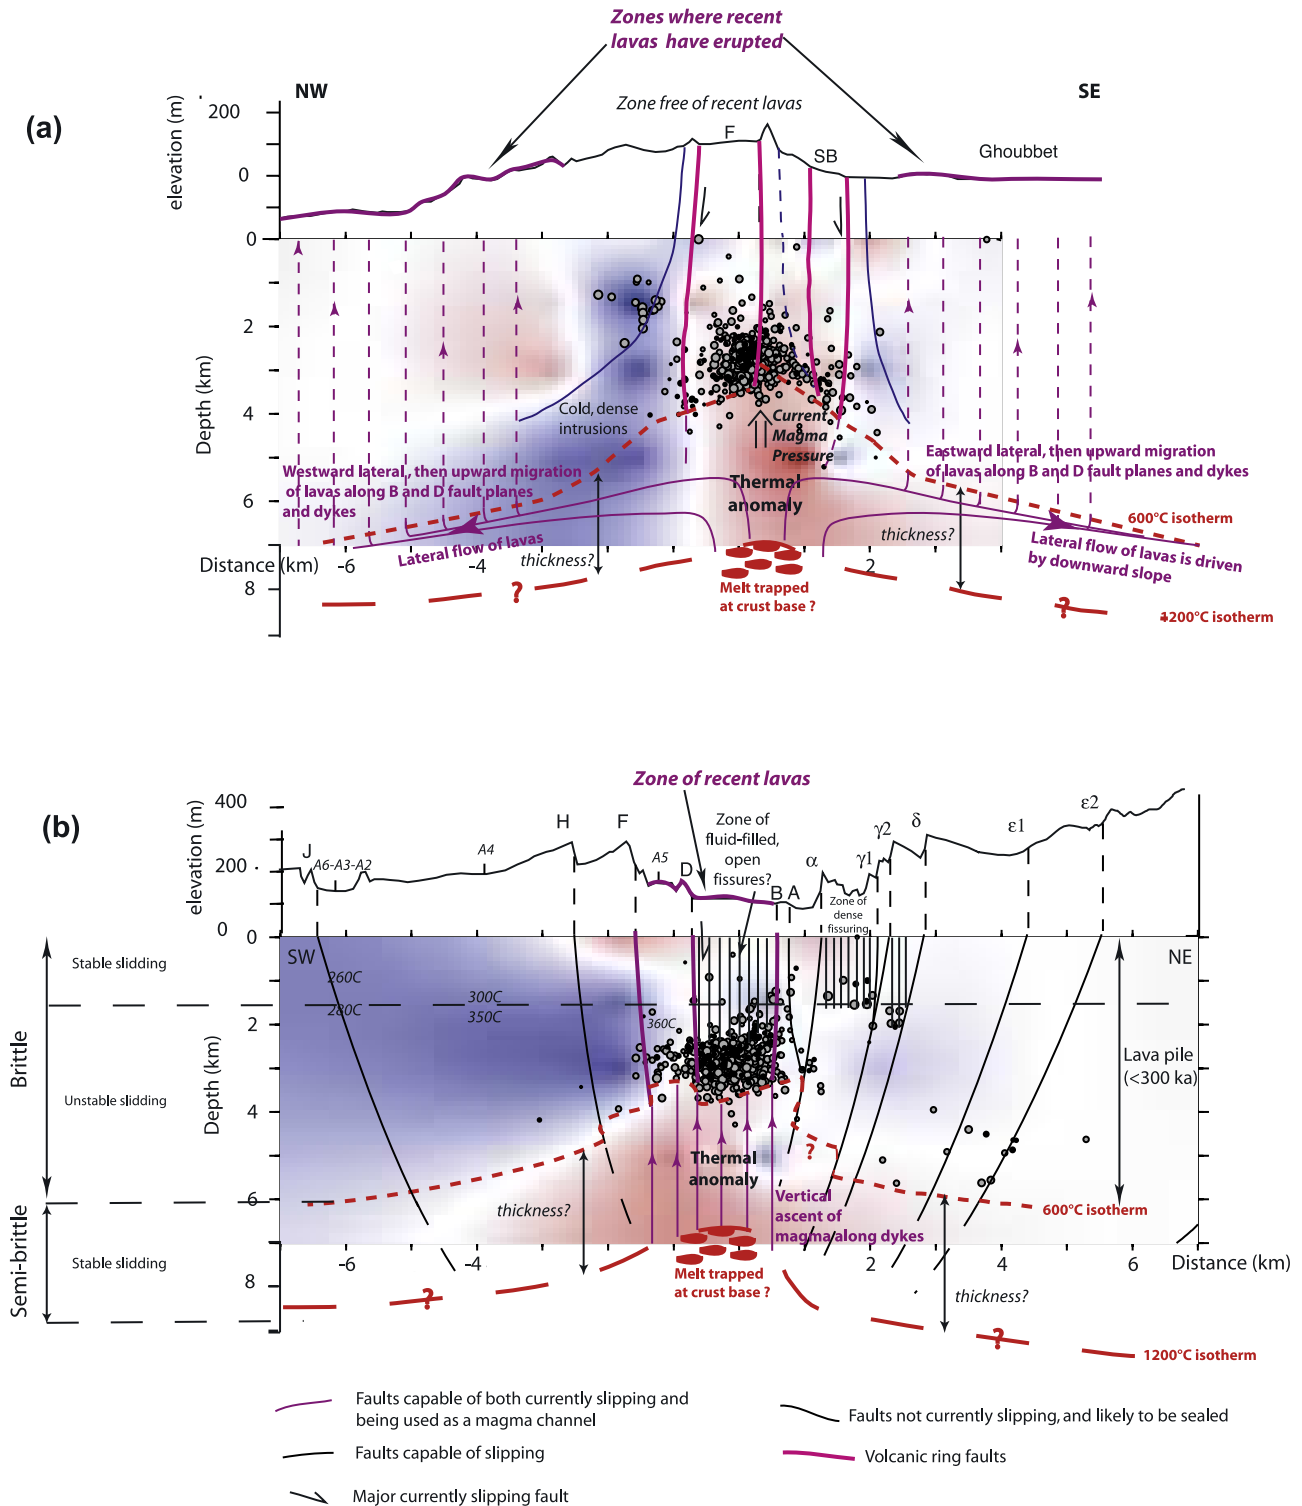 Zones where recent
lavas have erupted
NW
SE
(a)
elevation (m)
200
0
Zone free of recent lavas
F
SB
Ghoubbet
Depth (km)
0
2
4
6
8
Cold, dense
intrusions
Current
Magma
Pressure
Westward lateral, then upward migration
of lavas along B and D fault planes
and dykes
Eastward lateral, then upward migration
of lavas along B and D fault planes and dykes
Thermal
anomaly
600°C isotherm
Lateral flow of lavas
thickness?
thickness?
Lateral flow of lavas is driven
by downward slope
Distance (km)
-6
-4
2
Melt trapped
at crust base ?
?
?
1200°C isotherm
Zone of recent lavas
(b)
elevation (m)
400
200
0
J
A6-A3-A2
A4
H
F
A5
D
Zone of
fluid-filled,
open
fissures?
B
A
α
γ1
γ2
δ
ε1
ε2
Zone of
dense
fissuring
SW
NE
Brittle
Semi-brittle
Stable slidding
Unstable slidding
Stable slidding
Depth (km)
0
2
4
6
8
260C
280C
300C
350C
360C
Lava pile
(<300 ka)
Thermal
anomaly
?
thickness?
Vertical
ascent of
magma along dykes
600°C isotherm
-6
-4
2
4
6
Distance (km)
Melt trapped
at crust base ?
thickness?
?
?
1200°C isotherm
Faults capable of both currently slipping and
being used as a magma channel
Faults not currently slipping, and likely to be sealed
Faults capable of slipping
Volcanic ring faults
Major currently slipping fault